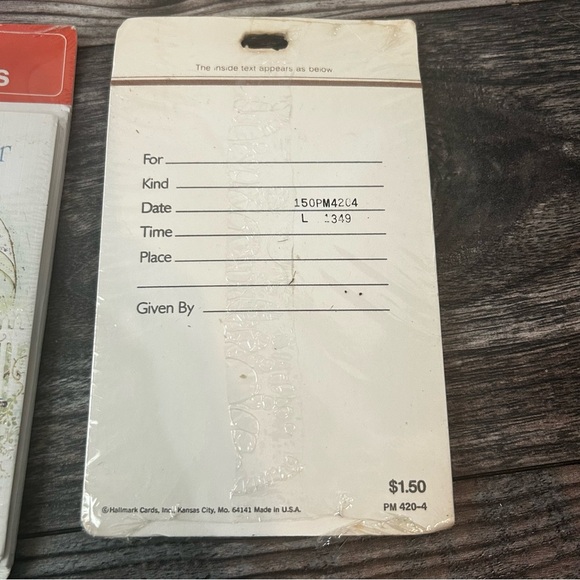 s
r
The inside text appears as below
For
Kind
Date 150PM4204
L 1349
Time
Place
Given By
$1.50
© Hallmark Cards, Inc., Kansas City, Mo. 64141 Made in U.S.A.
PM 420-4